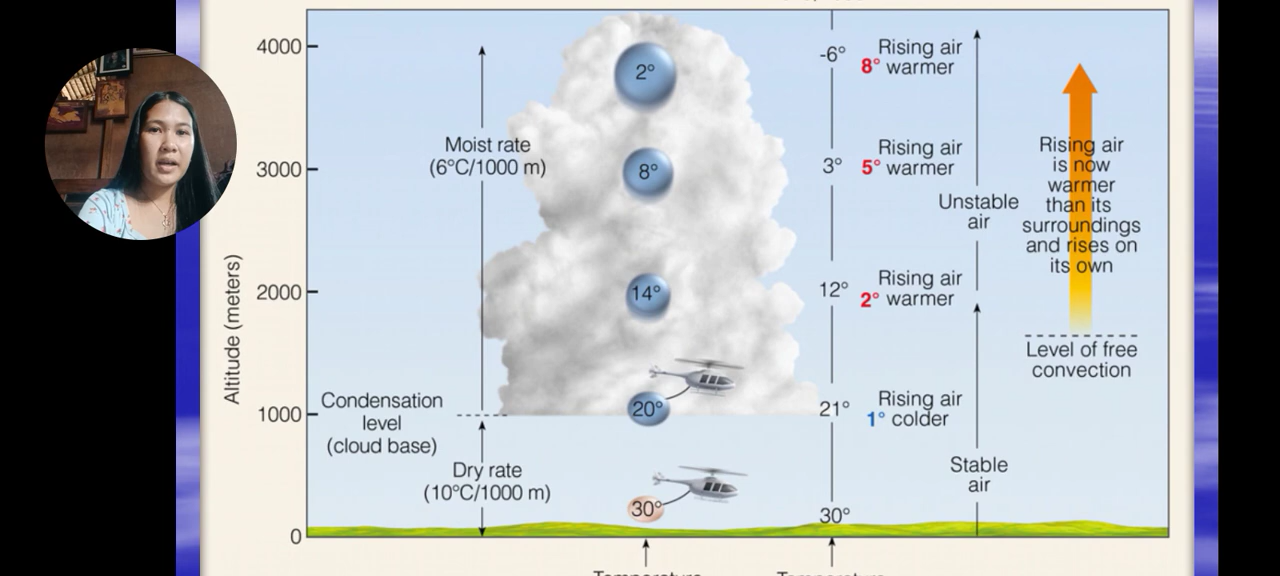 4000
3000
2000
1000
0
Altitude (meters)
Moist rate
(6°C/1000 m)
Condensation
level
(cloud base)
Dry rate
(10°C/1000 m)
2°
8°
14°
20°
30°
-6°
3°
12°
21°
30°
Rising air
8° warmer
Rising air
5° warmer
Rising air
2° warmer
Rising air
1° colder
Unstable
air
Stable
air
Rising air
is now
warmer
than its
surroundings
and rises on
its own
Level of free
convection
Temperature
Temperature